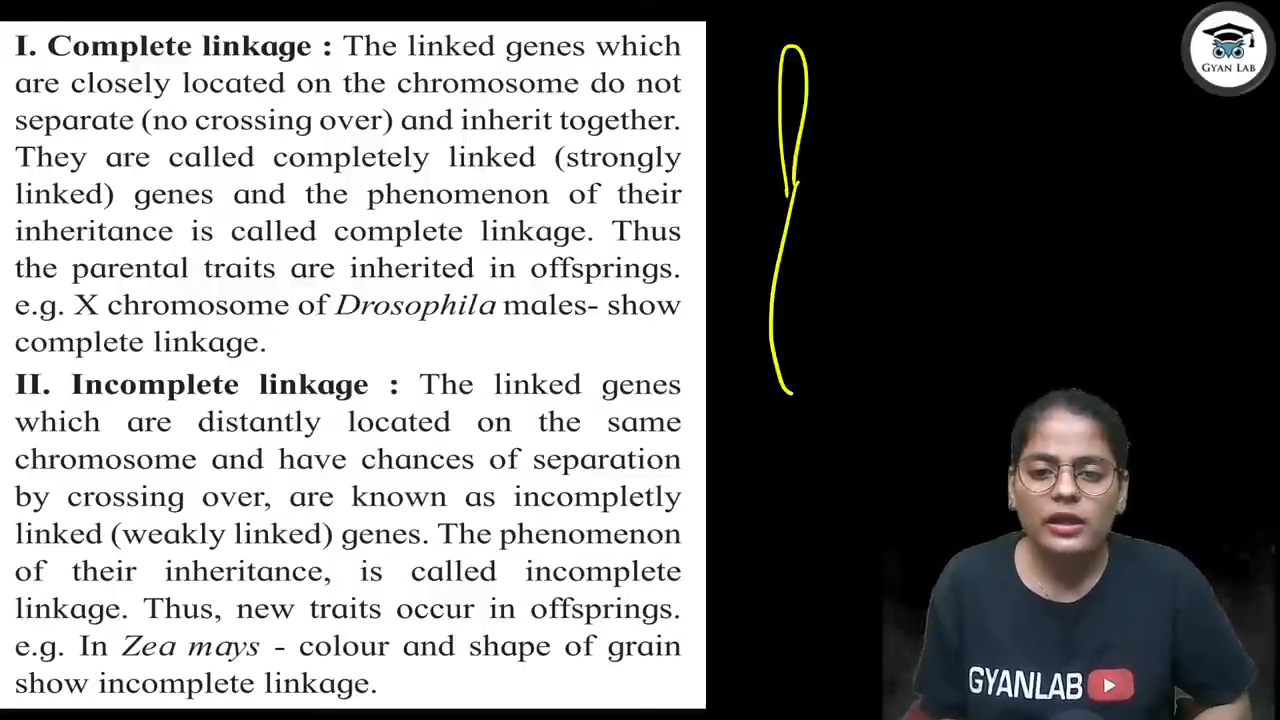 I. Complete linkage : The linked genes which
are closely located on the chromosome do not
separate (no crossing over) and inherit together.
They are called completely linked (strongly
linked) genes and the phenomenon of their
inheritance is called complete linkage. Thus
the parental traits are inherited in offsprings.
e.g. X chromosome of Drosophila males- show
complete linkage.
II. Incomplete linkage : The linked genes
which are distantly located on the same
chromosome and have chances of separation
by crossing over, are known as incompletly
linked (weakly linked) genes. The phenomenon
of their inheritance, is called incomplete
linkage. Thus, new traits occur in offsprings.
e.g. In Zea mays - colour and shape of grain
show incomplete linkage.
GYAN LAB
GYANLAB